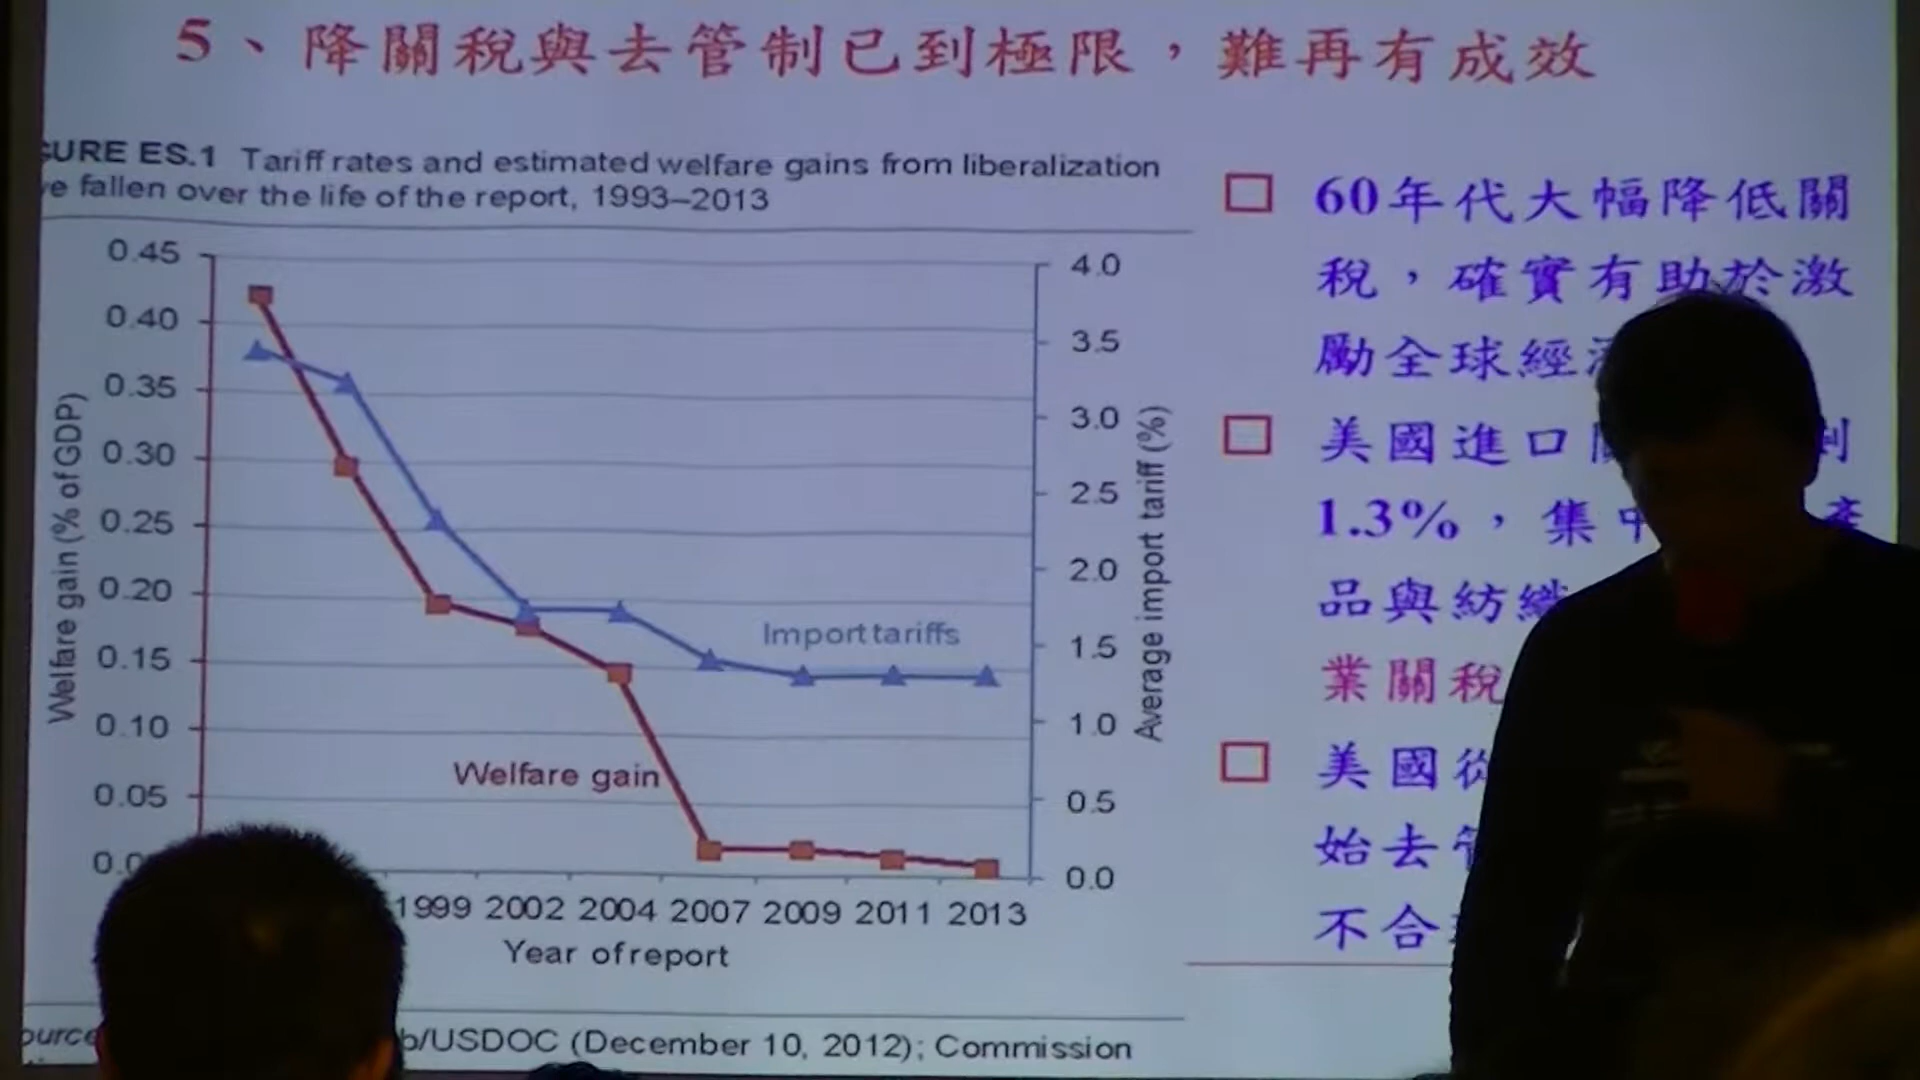 5、降關稅與去管制已到極限，難再有成效
URE ES.1 Tariff rates and estimated welfare gains from liberalization
fallen over the life of the report, 1993–2013
0.45
0.40
0.35
0.30
0.25
0.20
0.15
0.10
0.05
Welfare gain (% of GDP)
4.0
3.5
3.0
2.5
2.0
1.5
1.0
0.5
0.0
Average import tariff (%)
Import tariffs
Welfare gain
1999 2002 2004 2007 2009 2011 2013
Year of report
b/USDOC (December 10, 2012); Commission
□ 60年代大幅降低關
稅，確實有助於激
勵全球經
□ 美國進口
1.3%，集中
品與紡織
業關稅
□ 美國從
始去管
不合